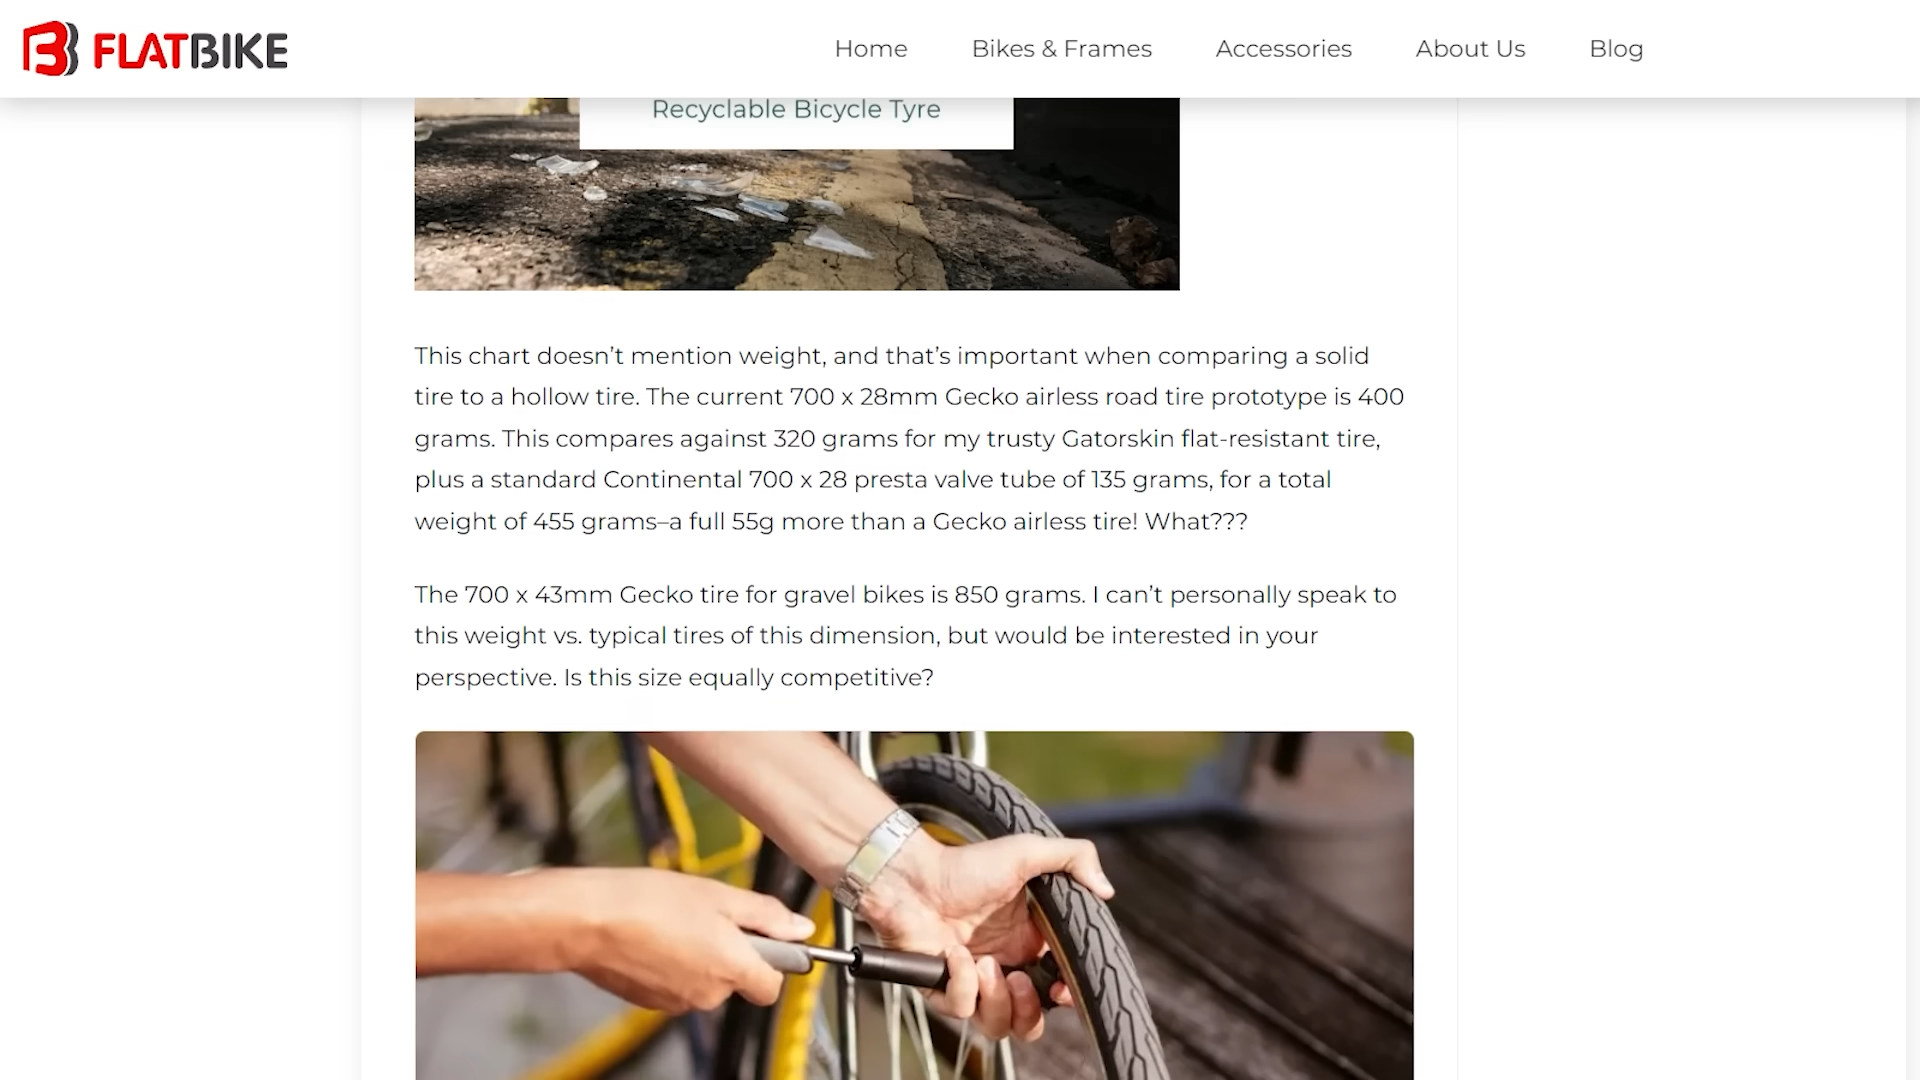 FLATBIKE
Home
Bikes & Frames
Accessories
About Us
Blog
Recyclable Bicycle Tyre
This chart doesn’t mention weight, and that’s important when comparing a solid
tire to a hollow tire. The current 700 x 28mm Gecko airless road tire prototype is 400
grams. This compares against 320 grams for my trusty Gatorskin flat-resistant tire,
plus a standard Continental 700 x 28 presta valve tube of 135 grams, for a total
weight of 455 grams–a full 55g more than a Gecko airless tire! What???
The 700 x 43mm Gecko tire for gravel bikes is 850 grams. I can’t personally speak to
this weight vs. typical tires of this dimension, but would be interested in your
perspective. Is this size equally competitive?